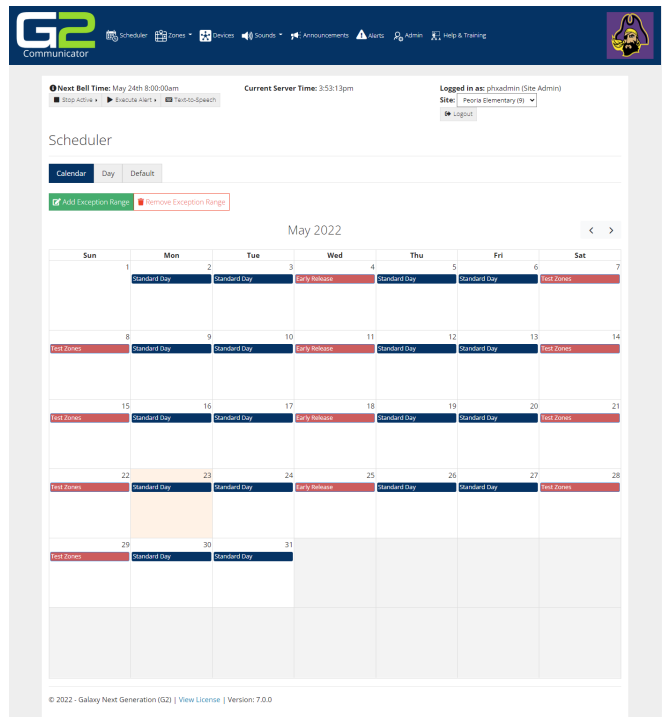 G2
Communicator
Scheduler Zones Devices Sounds Announcements Alerts Admin Help & Training
Next Bell Time: May 24th 8:00:00am Current Server Time: 3:53:13pm Logged in as: phxadmin (Site Admin)
Stop Active Execute Alert Text-to-Speech Site: Peoria Elementary (9)
Logout
Scheduler
Calendar Day Default
Add Exception Range Remove Exception Range
May 2022
Sun Mon Tue Wed Thu Fri Sat
1 2 3 4 5 6 7
Standard Day Standard Day Early Release Standard Day Standard Day Test Zones
8 9 10 11 12 13 14
Test Zones Standard Day Standard Day Early Release Standard Day Standard Day Test Zones
15 16 17 18 19 20 21
Test Zones Standard Day Standard Day Early Release Standard Day Standard Day Test Zones
22 23 24 25 26 27 28
Test Zones Standard Day Standard Day Early Release Standard Day Standard Day Test Zones
29 30 31
Test Zones Standard Day Standard Day
© 2022 - Galaxy Next Generation (G2) | View License | Version: 7.0.0